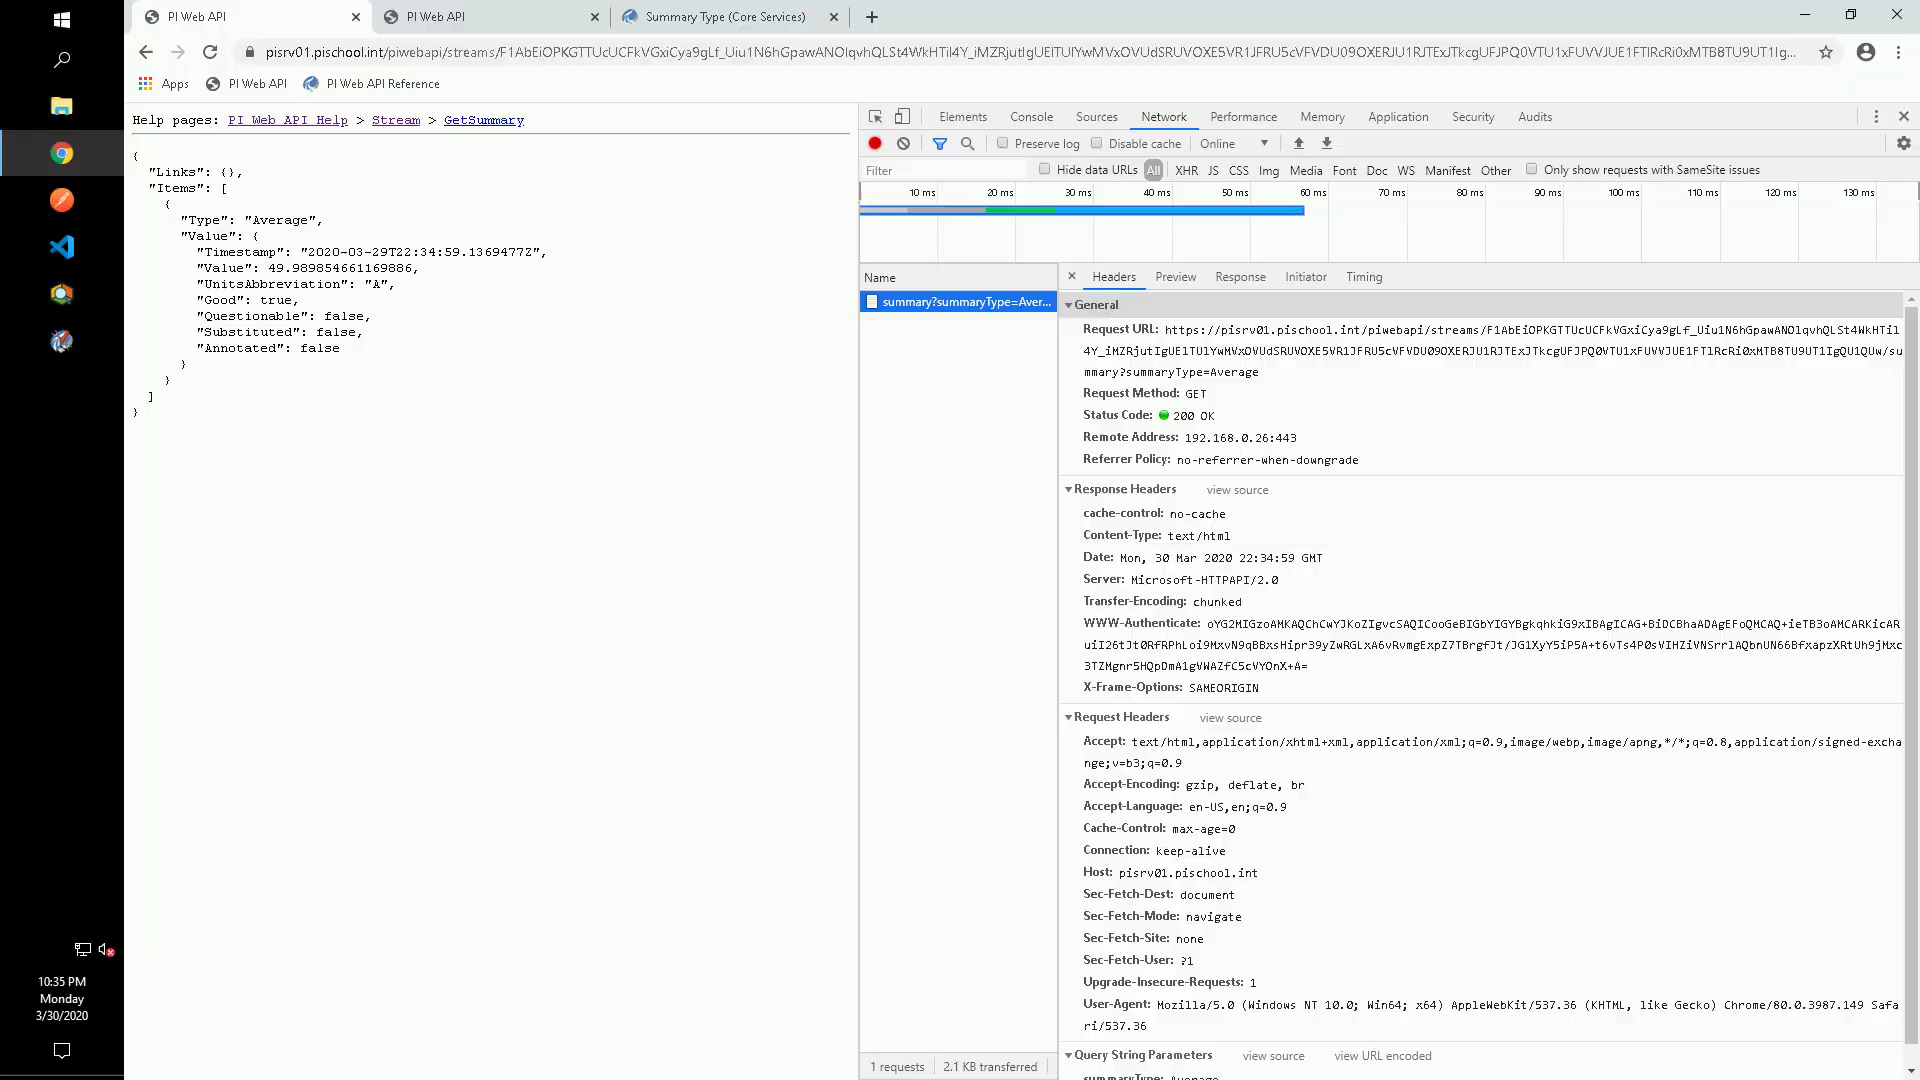 PI Web API
PI Web API
Summary Type (Core Services)
pisrv01.pischool.int/piwebapi/streams/F1AbEiOPKGTTUcUCFkVGxiCya9gLf_Uiu1N6hGpawANOlqvhQLSt4WkHTil4Y_iMZRjutIgUElTUlYwMVxOVUdSRUVOXE5VR1JFRU5cVFVDU09OXERJU1RJTExJTkcgUFJPQ0VTU1xFUVVJUE1FTlRcRi0xMTB8TU9UT1Ig...
Apps
PI Web API
PI Web API Reference
Help pages: PI Web API Help > Stream > GetSummary
{
"Links": {},
"Items": [
{
"Type": "Average",
"Value": {
"Timestamp": "2020-03-29T22:34:59.1369477Z",
"Value": 49.989854661169886,
"UnitsAbbreviation": "A",
"Good": true,
"Questionable": false,
"Substituted": false,
"Annotated": false
}
}
]
}
Elements Console Sources Network Performance Memory Application Security Audits
Preserve log Disable cache Online
Filter Hide data URLs All XHR JS CSS Img Media Font Doc WS Manifest Other Only show requests with SameSite issues
10 ms 20 ms 30 ms 40 ms 50 ms 60 ms 70 ms 80 ms 90 ms 100 ms 110 ms 120 ms 130 ms
Name
summary?summaryType=Aver...
Headers Preview Response Initiator Timing
General
Request URL: https://pisrv01.pischool.int/piwebapi/streams/F1AbEiOPKGTTUcUCFkVGxiCya9gLf_Uiu1N6hGpawANOlqvhQLSt4WkHTil
4Y_iMZRjutIgUElTUlYwMVxOVUdSRUVOXE5VR1JFRU5cVFVDU09OXERJU1RJTExJTkcgUFJPQ0VTU1xFUVVJUE1FTlRcRi0xMTB8TU9UT1IgQU1QUw/su
mmary?summaryType=Average
Request Method: GET
Status Code: 200 OK
Remote Address: 192.168.0.26:443
Referrer Policy: no-referrer-when-downgrade
Response Headers view source
cache-control: no-cache
Content-Type: text/html
Date: Mon, 30 Mar 2020 22:34:59 GMT
Server: Microsoft-HTTPAPI/2.0
Transfer-Encoding: chunked
WWW-Authenticate: oYG2MIGzoAMKAQChCwYJKoZIgvcSAQICooGeBIGbYIGYBgkqhkiG9xIBAgICAG+BiDCBhaADAgEFoQMCAQ+ieTB3oAMCARKicAR
uiI26tJt0RfRPhLoi9MxvN9qBBxsHipr39yZwRGLxA6vRvmgExpZ7TBrgfJt/JG1XyY5iP5A+t6vTs4P0sVIHZiVNSrrlAQbnUN66BfxapzXRtUh9jMxc
3TZMgnr5HQpDmA1gVWAZfC5cVYOnX+A=
X-Frame-Options: SAMEORIGIN
Request Headers view source
Accept: text/html,application/xhtml+xml,application/xml;q=0.9,image/webp,image/apng,*/*;q=0.8,application/signed-excha
nge;v=b3;q=0.9
Accept-Encoding: gzip, deflate, br
Accept-Language: en-US,en;q=0.9
Cache-Control: max-age=0
Connection: keep-alive
Host: pisrv01.pischool.int
Sec-Fetch-Dest: document
Sec-Fetch-Mode: navigate
Sec-Fetch-Site: none
Sec-Fetch-User: ?1
Upgrade-Insecure-Requests: 1
User-Agent: Mozilla/5.0 (Windows NT 10.0; Win64; x64) AppleWebKit/537.36 (KHTML, like Gecko) Chrome/80.0.3987.149 Safa
ri/537.36
Query String Parameters view source view URL encoded
summaryType: Average
1 requests 2.1 KB transferred
10:35 PM
Monday
3/30/2020